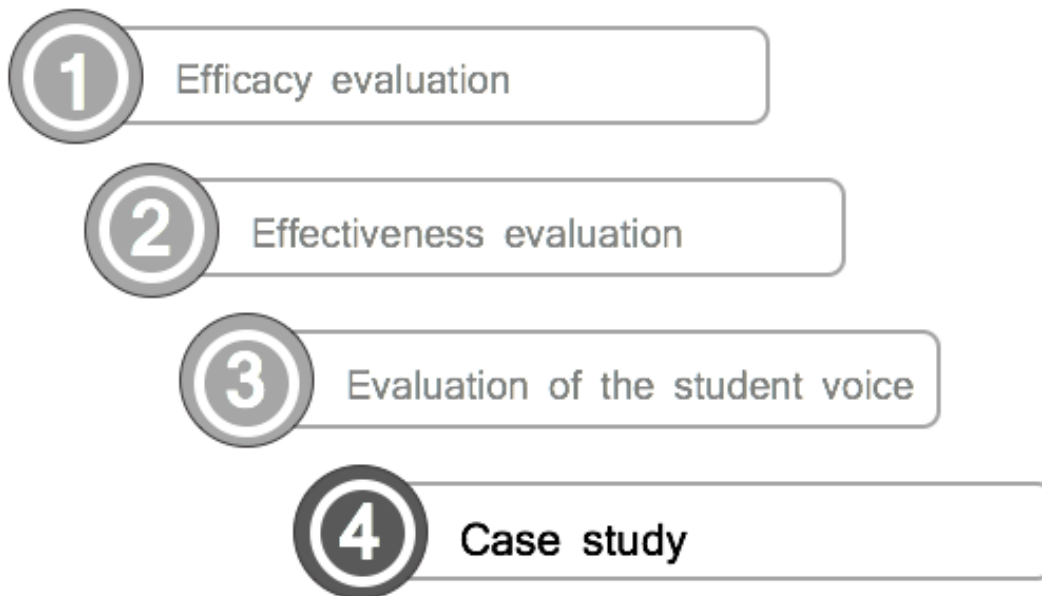 1 Efficacy evaluation
2 Effectiveness evaluation
3 Evaluation of the student voice
4 Case study